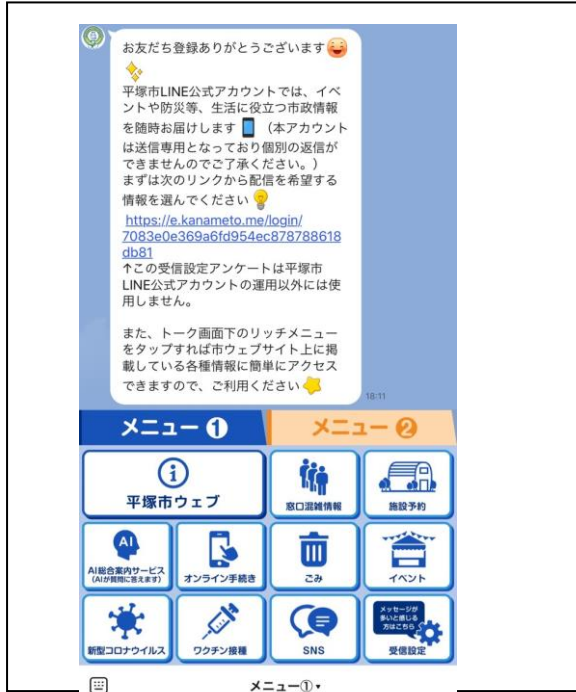 お友だち登録ありがとうございます😆
✨
平塚市LINE公式アカウントでは、イベ
ントや防災等、生活に役立つ市政情報
を随時お届けします📱（本アカウント
は送信専用となっており個別の返信が
できませんのでご了承ください。）
まずは次のリンクから配信を希望する
情報を選んでください💡
https://e.kanameto.me/login/
7083e0e369a6fd954ec878788618
db81
↑この受信設定アンケートは平塚市
LINE公式アカウントの運用以外には使
用しません。
また、トーク画面下のリッチメニュー
をタップすれば市ウェブサイト上に掲
載している各種情報に簡単にアクセス
できますので、ご利用ください🌟
18:11
メニュー❶
メニュー❷
平塚市ウェブ
窓口混雑情報
施設予約
AI
AI総合案内サービス
(AIが質問に答えます)
オンライン手続き
ごみ
イベント
新型コロナウイルス
ワクチン接種
SNS
メッセージが
多いと感じる
方はこちら
受信設定
メニュー①▾